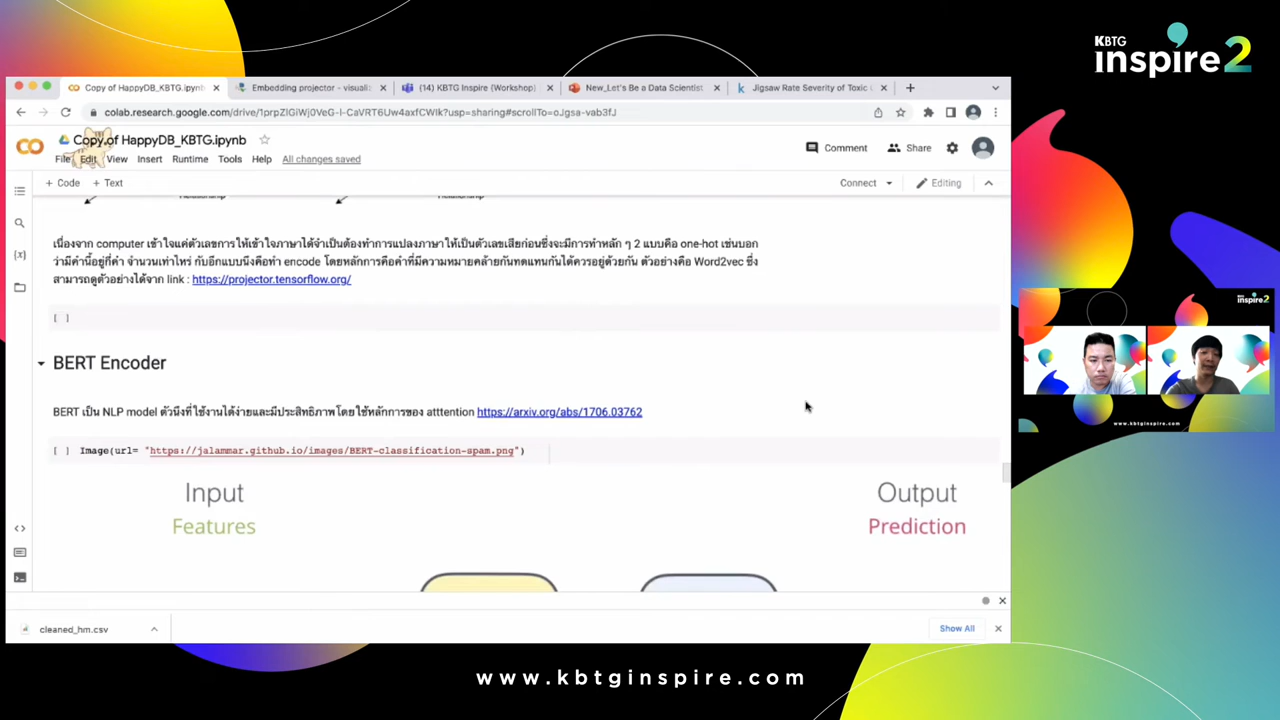 KBTG
inspire2
Copy of HappyDB_KBTG.ipynb
Embedding projector - visuali
(4) KBTG Inspire (Workshop)
New_Let's Be a Data Scientist
Jigsaw Rate Severity of Toxic
colab.research.google.com/drive/1prpZIGiWj0VeG-I-CaVRT6Uw4axfCWIk?usp=sharing#scrollTo=oJgsa-vab3fJ
Copy of HappyDB_KBTG.ipynb
File Edit View Insert Runtime Tools Help All changes saved
Comment Share
+ Code + Text
Connect Editing
เนื่องจาก computer เข้าใจแค่ตัวเลขการให้เข้าใจภาษาได้จำเป็นต้องทำการแปลงภาษาให้เป็นตัวเลขเสียก่อนซึ่งจะมีการทำหลัก ๆ 2 แบบคือ one-hot เช่นบอก
ว่ามีคำนี้อยู่กี่คำ จำนวนเท่าไหร่ กับอีกแบบนึงคือทำ encode โดยหลักการคือคำที่มีความหมายคล้ายกันทดแทนกันได้ควรอยู่ด้วยกัน ตัวอย่างคือ Word2vec ซึ่ง
สามารถดูตัวอย่างได้จาก link : https://projector.tensorflow.org/
[ ]
BERT Encoder
BERT เป็น NLP model ตัวนึงที่ใช้งานได้ง่ายและมีประสิทธิภาพโดยใช้หลักการของ atttention https://arxiv.org/abs/1706.03762
[ ] Image(url= "https://jalammar.github.io/images/BERT-classification-spam.png")
Input
Features
Output
Prediction
cleaned_hm.csv
Show All
KBTG
inspire2
www.kbtginspire.com
www.kbtginspire.com